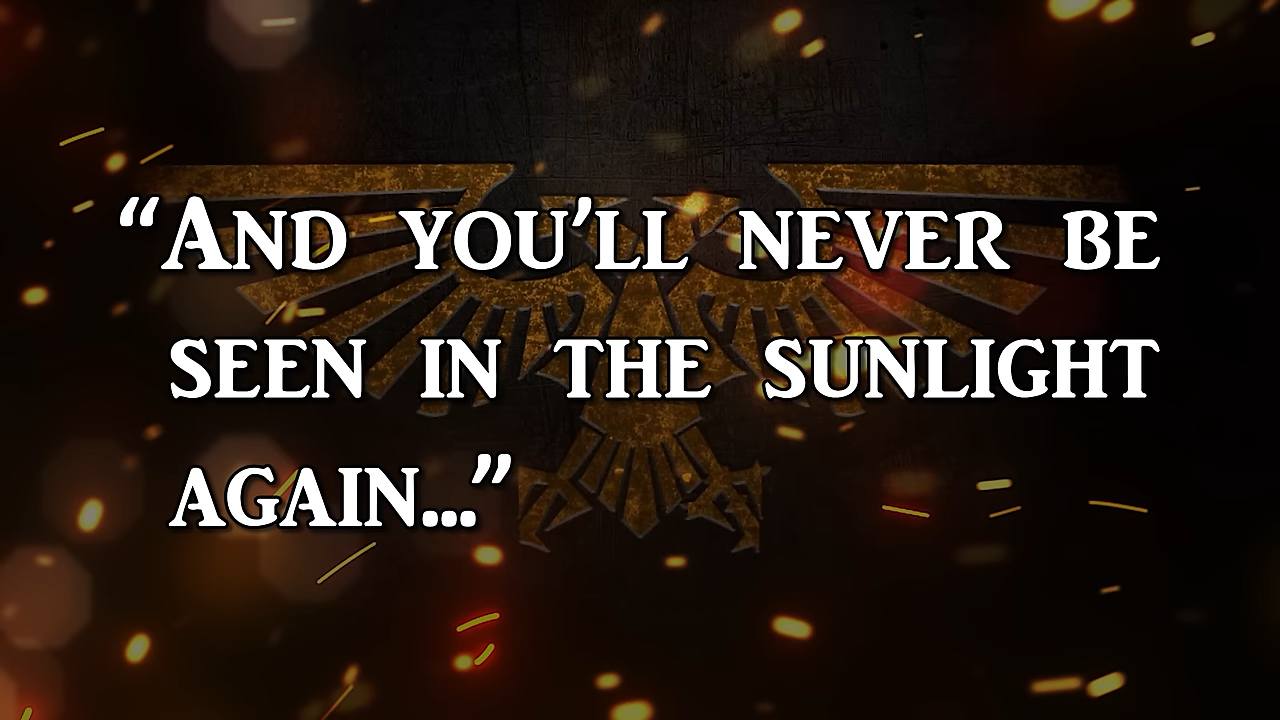 “And you’ll never be
seen in the sunlight
again...”